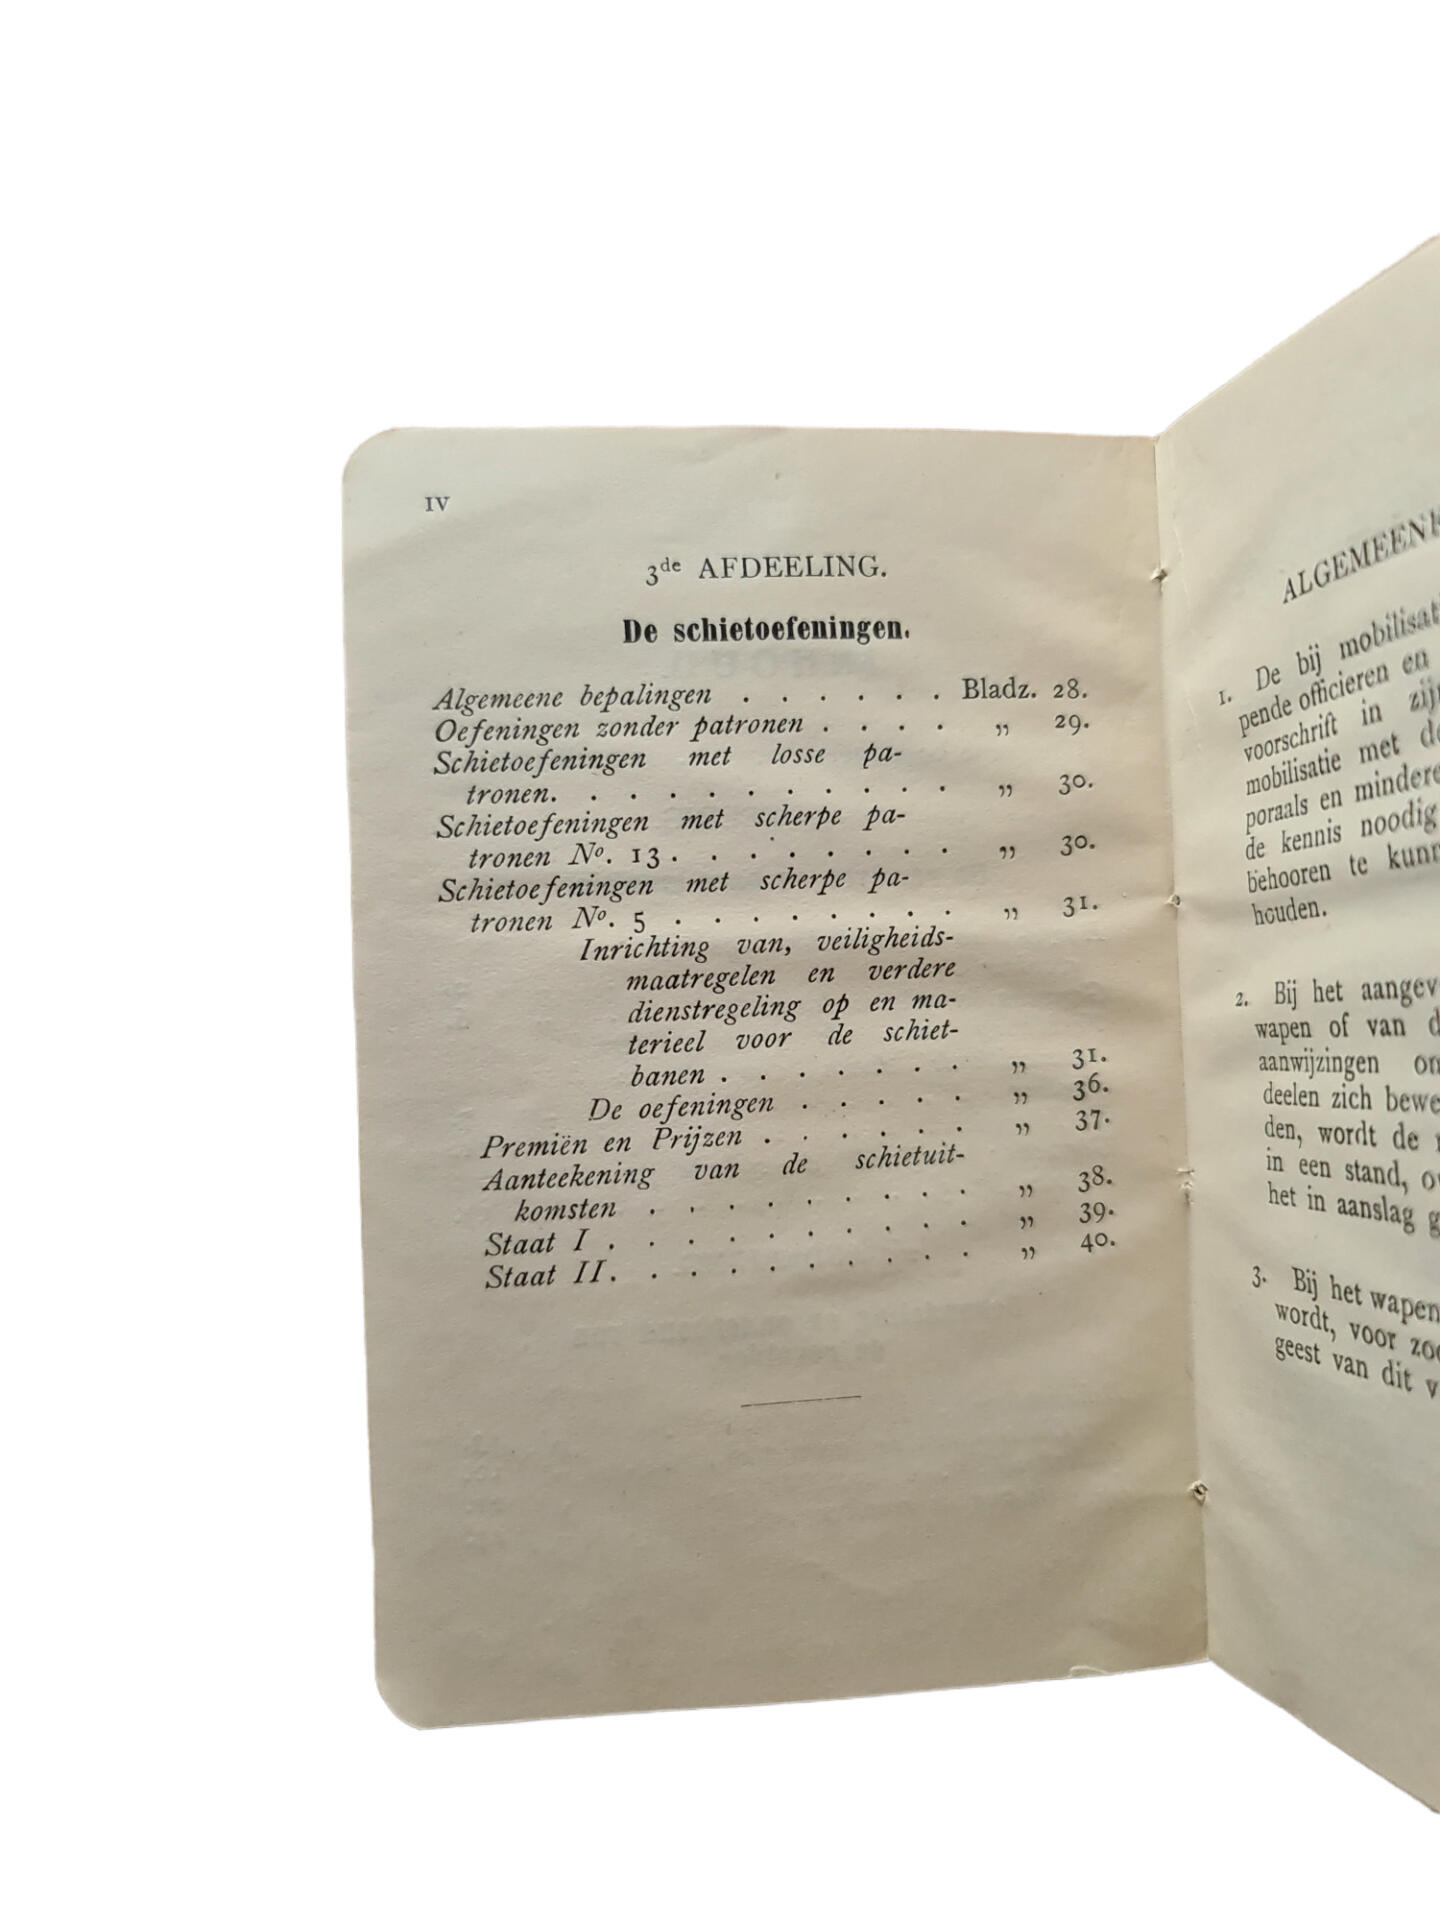 IV
3de AFDEELING.
De schietoefeningen.
Algemeene bepalingen . . . . . . Bladz. 28.
Oefeningen zonder patronen . . . . „ 29.
Schietoefeningen met losse pa-
tronen. . . . . . . . . . . „ 30.
Schietoefeningen met scherpe pa-
tronen No. 13 . . . . . . . . „ 30.
Schietoefeningen met scherpe pa-
tronen No. 5 . . . . . . . . „ 31.
Inrichting van, veiligheids-
maatregelen en verdere
dienstregeling op en ma-
terieel voor de schiet-
banen . . . . . . . „ 31.
De oefeningen . . . . . „ 36.
Premiën en Prijzen . . . . . . „ 37.
Aanteekening van de schietuit-
komsten . . . . . . . . . „ 38.
Staat I . . . . . . . . . . „ 39.
Staat II. . . . . . . . . . „ 40.
1. De bij mobilisat
pende officieren en
voorschrift in zij
mobilisatie met d
poraals en mindere
de kennis noodig
behooren te kun
houden.
2. Bij het aangev
wapen of van d
aanwijzingen o
deelen zich bewe
den, wordt de
in een stand, o
het in aanslag g
3. Bij het wapen
wordt, voor zoo
geest van dit v